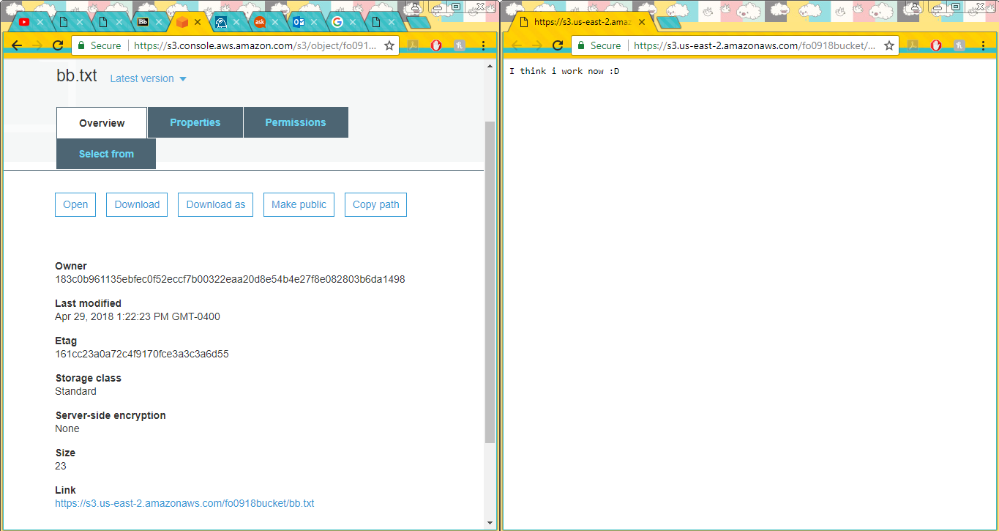 Secure https://s3.console.aws.amazon.com/s3/object/fo091...
bb.txt Latest version
Overview Properties Permissions
Select from
Open Download Download as Make public Copy path
Owner
183c0b961135ebfec0f52eccf7b00322eaa20d8e54b4e27f8e082803b6da1498
Last modified
Apr 29, 2018 1:22:23 PM GMT-0400
Etag
161cc23a0a72c4f9170fce3a3c3a6d55
Storage class
Standard
Server-side encryption
None
Size
23
Link
https://s3.us-east-2.amazonaws.com/fo0918bucket/bb.txt
Bb
ask
https://s3.us-east-2.amaz
Secure https://s3.us-east-2.amazonaws.com/fo0918bucket/...
I think i work now :D